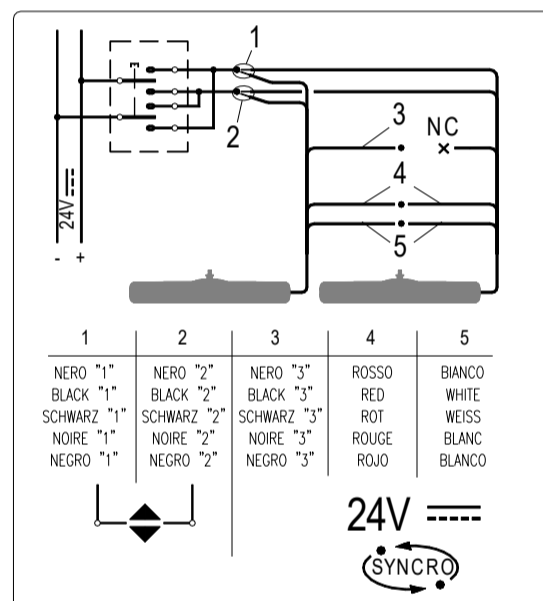 1
2
3 NC
4
5
24V
- +
1 2 3 4 5
NERO "1" NERO "2" NERO "3" ROSSO BIANCO
BLACK "1" BLACK "2" BLACK "3" RED WHITE
SCHWARZ "1" SCHWARZ "2" SCHWARZ "3" ROT WEISS
NOIRE "1" NOIRE "2" NOIRE "3" ROUGE BLANC
NEGRO "1" NEGRO "2" NEGRO "3" ROJO BLANCO
24V
SYNCRO